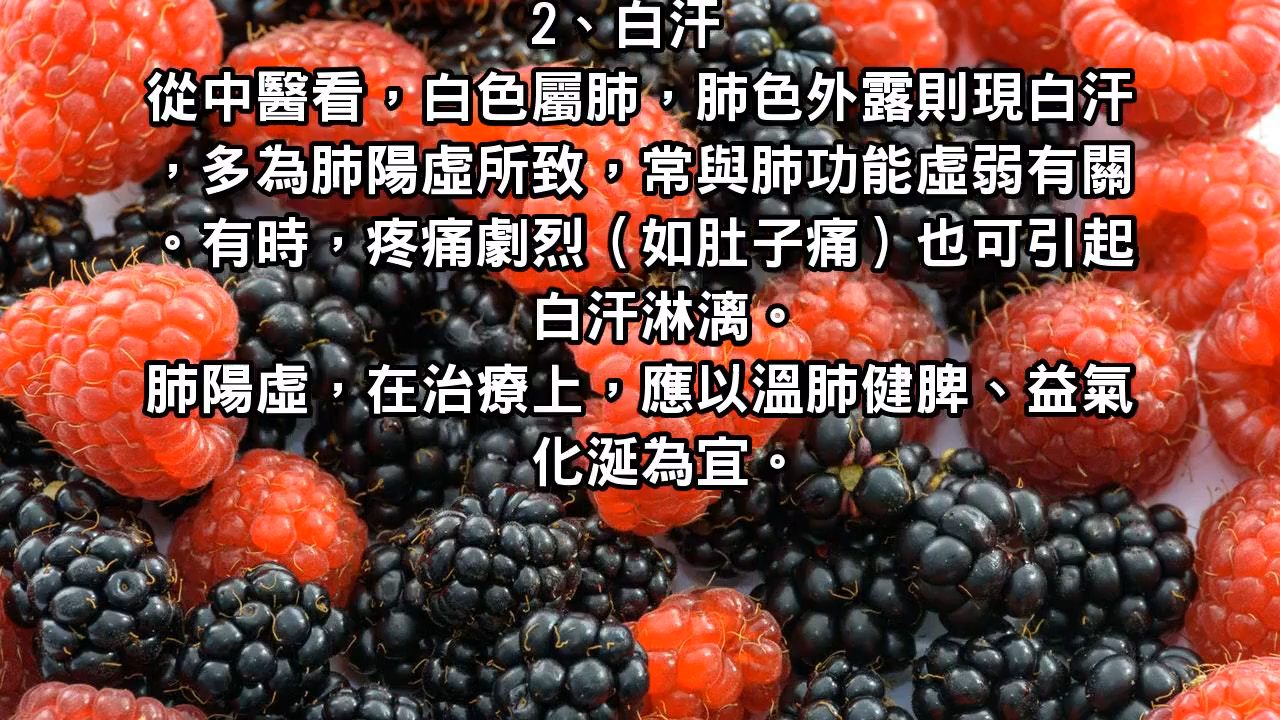 2、白汗
從中醫看，白色屬肺，肺色外露則現白汗
，多為肺陽虛所致，常與肺功能虛弱有關
。有時，疼痛劇烈（如肚子痛）也可引起
白汗淋漓。
肺陽虛，在治療上，應以溫肺健脾、益氣
化涎為宜。